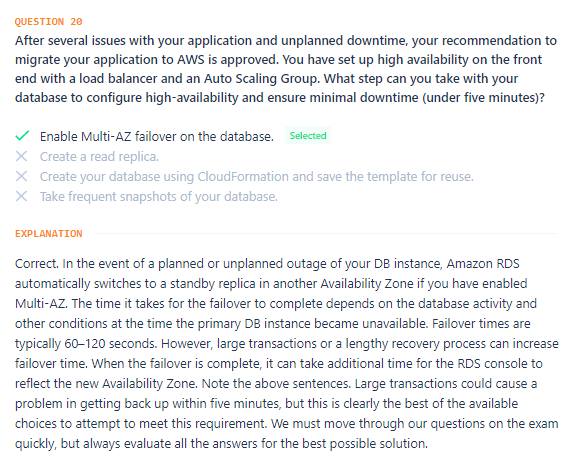 QUESTION 20
After several issues with your application and unplanned downtime, your recommendation to
migrate your application to AWS is approved. You have set up high availability on the front
end with a load balancer and an Auto Scaling Group. What step can you take with your
database to configure high-availability and ensure minimal downtime (under five minutes)?
Enable Multi-AZ failover on the database. Selected
Create a read replica.
Create your database using CloudFormation and save the template for reuse.
Take frequent snapshots of your database.
EXPLANATION
Correct. In the event of a planned or unplanned outage of your DB instance, Amazon RDS
automatically switches to a standby replica in another Availability Zone if you have enabled
Multi-AZ. The time it takes for the failover to complete depends on the database activity and
other conditions at the time the primary DB instance became unavailable. Failover times are
typically 60–120 seconds. However, large transactions or a lengthy recovery process can increase
failover time. When the failover is complete, it can take additional time for the RDS console to
reflect the new Availability Zone. Note the above sentences. Large transactions could cause a
problem in getting back up within five minutes, but this is clearly the best of the available
choices to attempt to meet this requirement. We must move through our questions on the exam
quickly, but always evaluate all the answers for the best possible solution.